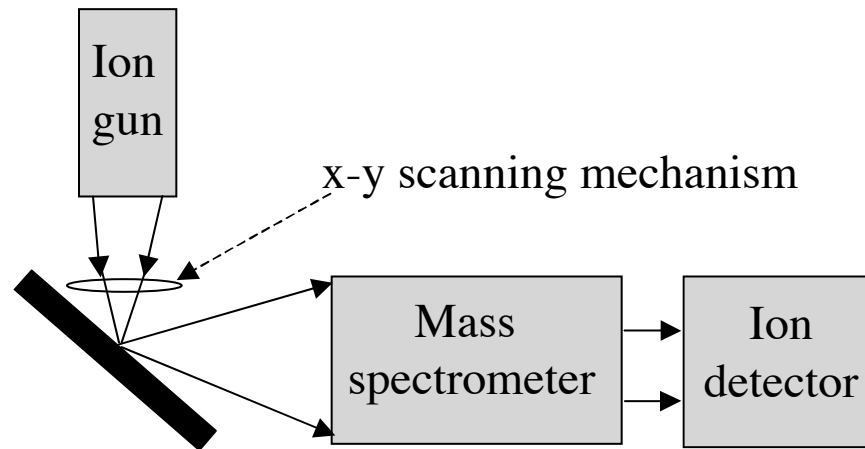 Ion
gun
x-y scanning mechanism
Mass
spectrometer
Ion
detector